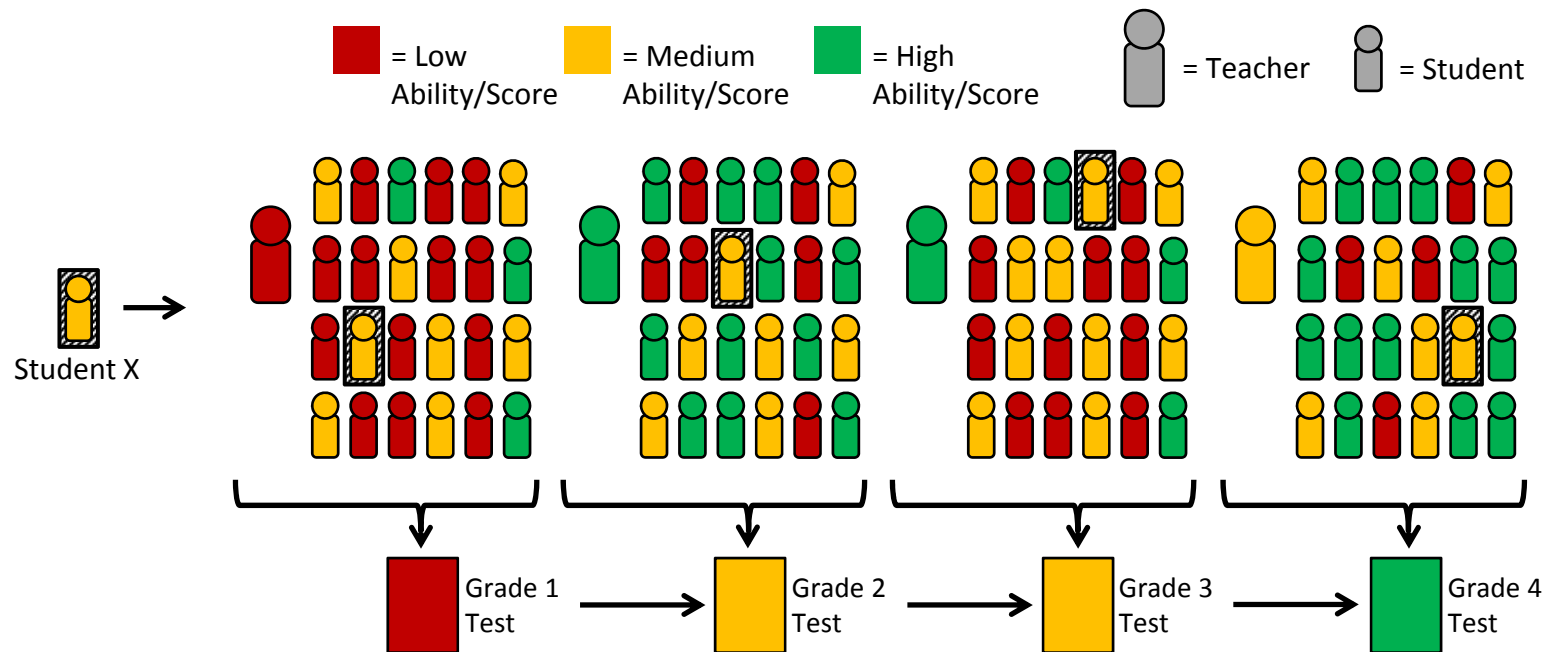 = Low
Ability/Score
= Medium
Ability/Score
= High
Ability/Score
= Teacher
= Student
Student X
Grade 1
Test
Grade 2
Test
Grade 3
Test
Grade 4
Test